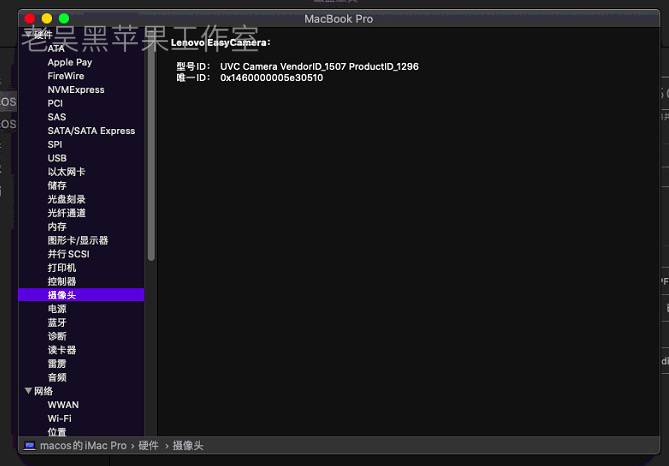 MacBook Pro
老吴黑苹果工作室
硬件
ATA
Apple Pay
FireWire
NVMExpress
PCI
SAS
SATA/SATA Express
SPI
USB
以太网卡
储存
光盘刻录
光纤通道
内存
图形卡/显示器
并行SCSI
打印机
控制器
摄像头
电源
蓝牙
诊断
读卡器
雷雳
音频
网络
WWAN
Wi-Fi
位置
Lenovo EasyCamera：
型号ID： UVC Camera VendorID_1507 ProductID_1296
唯一ID： 0x1460000005e30510
macos的iMac Pro › 硬件 › 摄像头